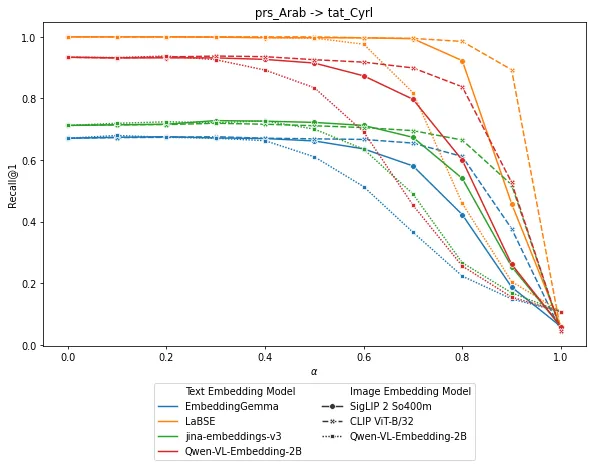 prs_Arab -> tat_Cyrl
Recall@1
1.0
0.8
0.6
0.4
0.2
0.0
0.0 0.2 0.4 0.6 0.8 1.0
α
Text Embedding Model Image Embedding Model
EmbeddingGemma SigLIP 2 So400m
LaBSE CLIP ViT-B/32
jina-embeddings-v3 Qwen-VL-Embedding-2B
Qwen-VL-Embedding-2B